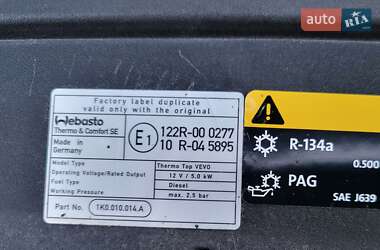 auto RIA
Factory label duplicate
valid only with the original
Webasto
Thermo & Comfort SE
Made in
Germany
E1
122R-00 0277
10 R-04 5895
Model Type Thermo Top VEVO
Operating Voltage/Rated Output 12 V / 5,0 kW
Fuel Type Diesel
Working Pressure max. 2,5 bar
Part No. 1K0.010.014.A
R-134a
0.500
PAG
SAE J639